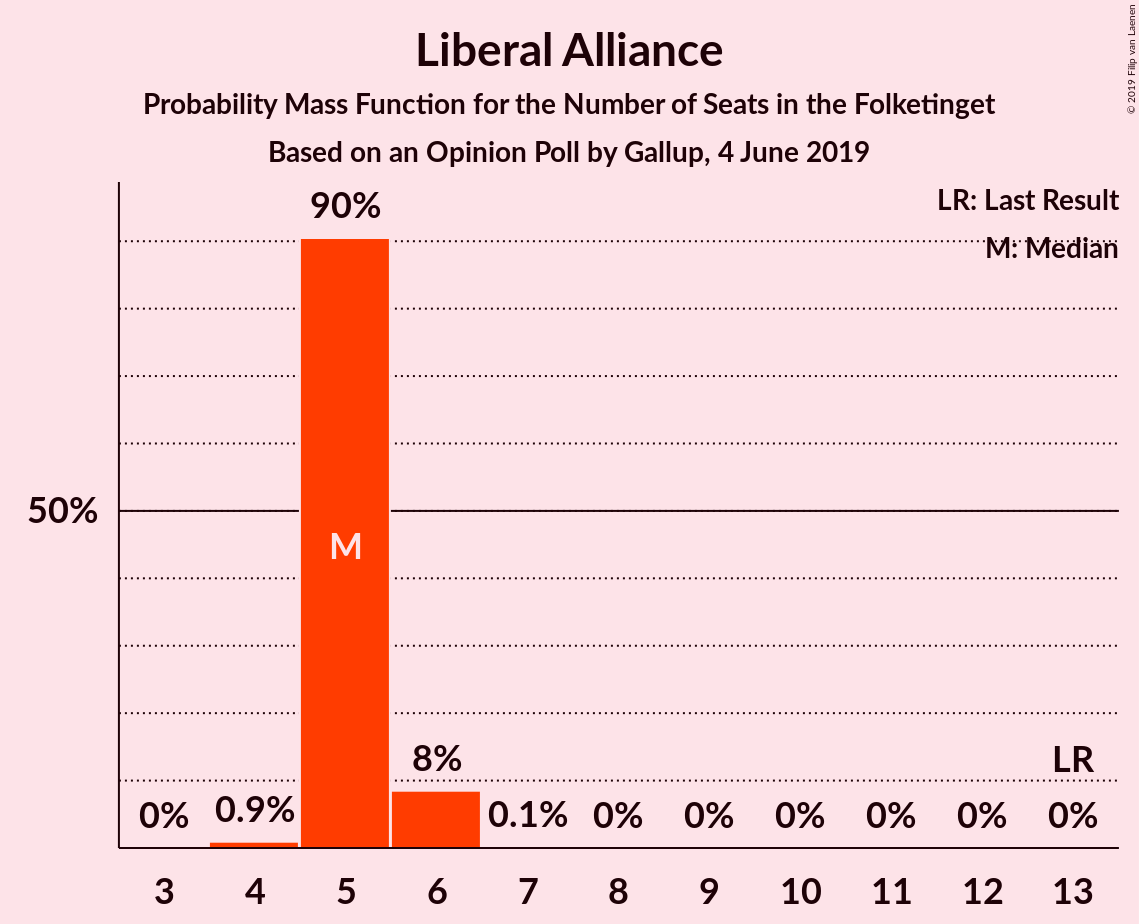 Liberal Alliance
Probability Mass Function for the Number of Seats in the Folketinget
Based on an Opinion Poll by Gallup, 4 June 2019
© 2019 Filip van Laenen
LR: Last Result
M: Median
90%
50%
M
8%
LR
0% 0.9% 0.1% 0% 0% 0% 0% 0% 0%
3 4 5 6 7 8 9 10 11 12 13